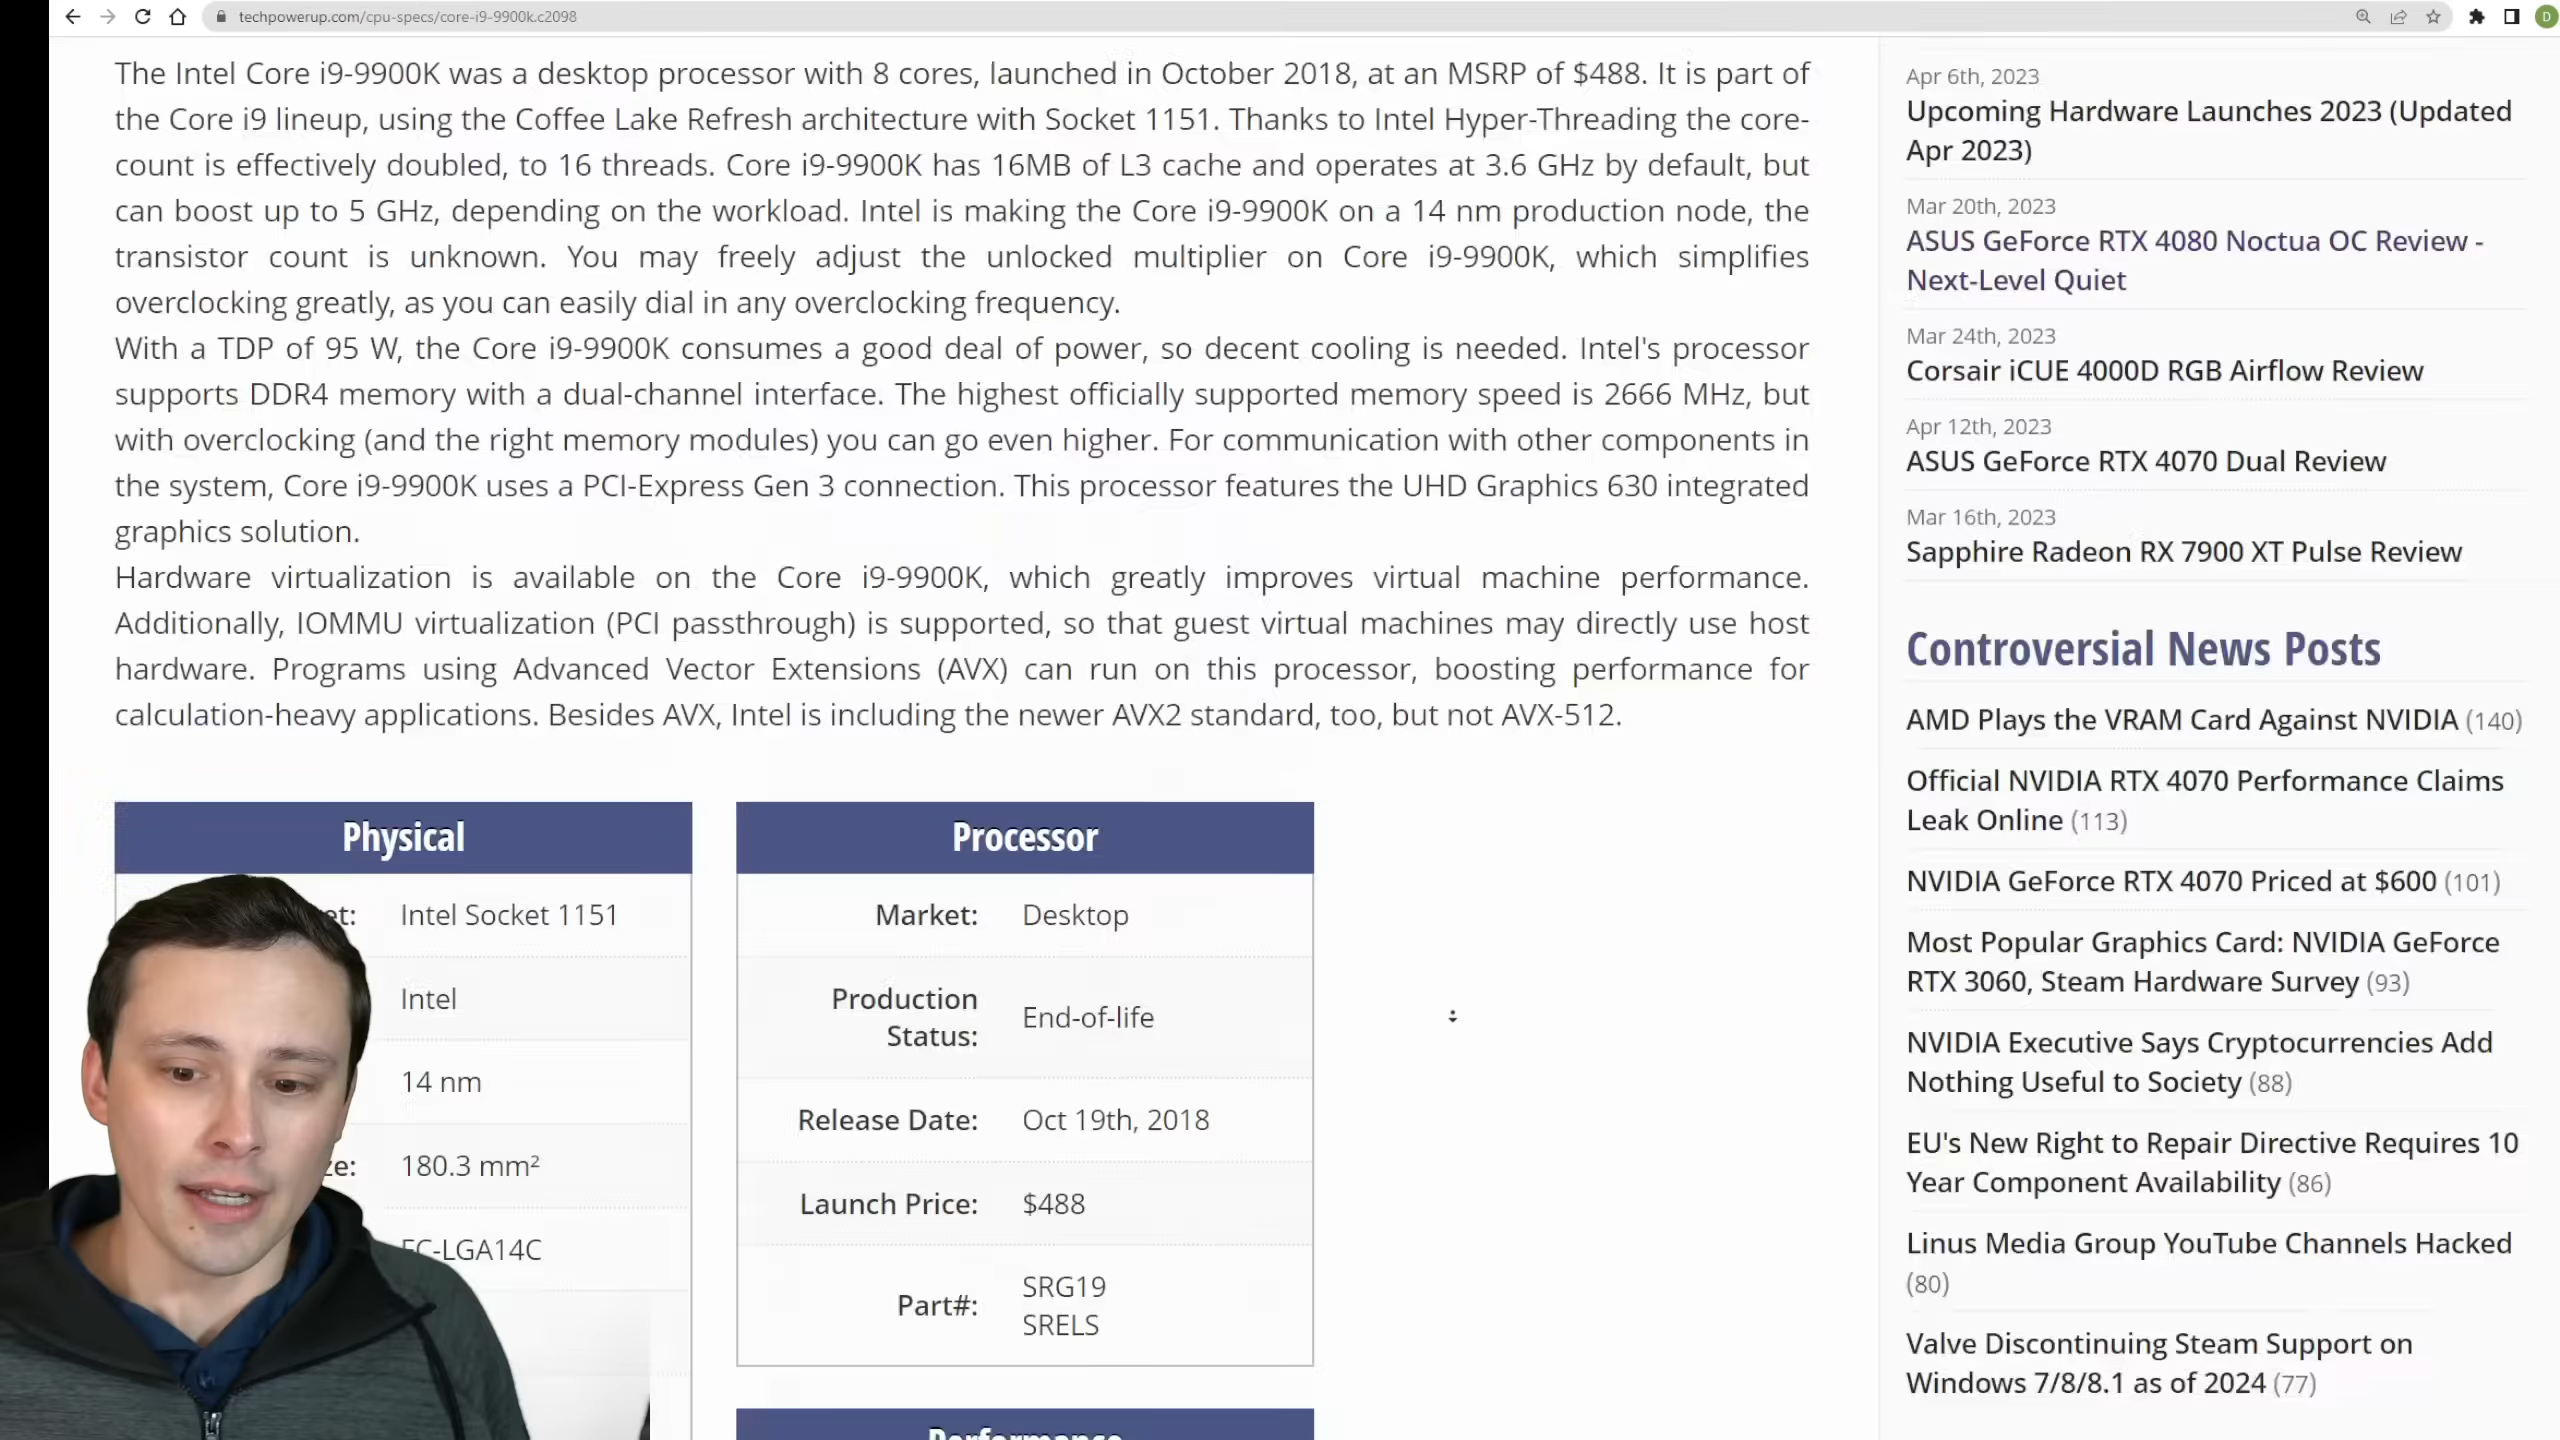 techpowerup.com/cpu-specs/core-i9-9900k.c2098
D
The Intel Core i9-9900K was a desktop processor with 8 cores, launched in October 2018, at an MSRP of $488. It is part of
the Core i9 lineup, using the Coffee Lake Refresh architecture with Socket 1151. Thanks to Intel Hyper-Threading the core-
count is effectively doubled, to 16 threads. Core i9-9900K has 16MB of L3 cache and operates at 3.6 GHz by default, but
can boost up to 5 GHz, depending on the workload. Intel is making the Core i9-9900K on a 14 nm production node, the
transistor count is unknown. You may freely adjust the unlocked multiplier on Core i9-9900K, which simplifies
overclocking greatly, as you can easily dial in any overclocking frequency.
With a TDP of 95 W, the Core i9-9900K consumes a good deal of power, so decent cooling is needed. Intel's processor
supports DDR4 memory with a dual-channel interface. The highest officially supported memory speed is 2666 MHz, but
with overclocking (and the right memory modules) you can go even higher. For communication with other components in
the system, Core i9-9900K uses a PCI-Express Gen 3 connection. This processor features the UHD Graphics 630 integrated
graphics solution.
Hardware virtualization is available on the Core i9-9900K, which greatly improves virtual machine performance.
Additionally, IOMMU virtualization (PCI passthrough) is supported, so that guest virtual machines may directly use host
hardware. Programs using Advanced Vector Extensions (AVX) can run on this processor, boosting performance for
calculation-heavy applications. Besides AVX, Intel is including the newer AVX2 standard, too, but not AVX-512.
Physical
et: Intel Socket 1151
Intel
14 nm
ze: 180.3 mm²
FC-LGA14C
Processor
Market: Desktop
Production
Status: End-of-life
Release Date: Oct 19th, 2018
Launch Price: $488
Part#: SRG19
SRELS
Performance
Apr 6th, 2023
Upcoming Hardware Launches 2023 (Updated
Apr 2023)
Mar 20th, 2023
ASUS GeForce RTX 4080 Noctua OC Review -
Next-Level Quiet
Mar 24th, 2023
Corsair iCUE 4000D RGB Airflow Review
Apr 12th, 2023
ASUS GeForce RTX 4070 Dual Review
Mar 16th, 2023
Sapphire Radeon RX 7900 XT Pulse Review
Controversial News Posts
AMD Plays the VRAM Card Against NVIDIA (140)
Official NVIDIA RTX 4070 Performance Claims
Leak Online (113)
NVIDIA GeForce RTX 4070 Priced at $600 (101)
Most Popular Graphics Card: NVIDIA GeForce
RTX 3060, Steam Hardware Survey (93)
NVIDIA Executive Says Cryptocurrencies Add
Nothing Useful to Society (88)
EU's New Right to Repair Directive Requires 10
Year Component Availability (86)
Linus Media Group YouTube Channels Hacked
(80)
Valve Discontinuing Steam Support on
Windows 7/8/8.1 as of 2024 (77)